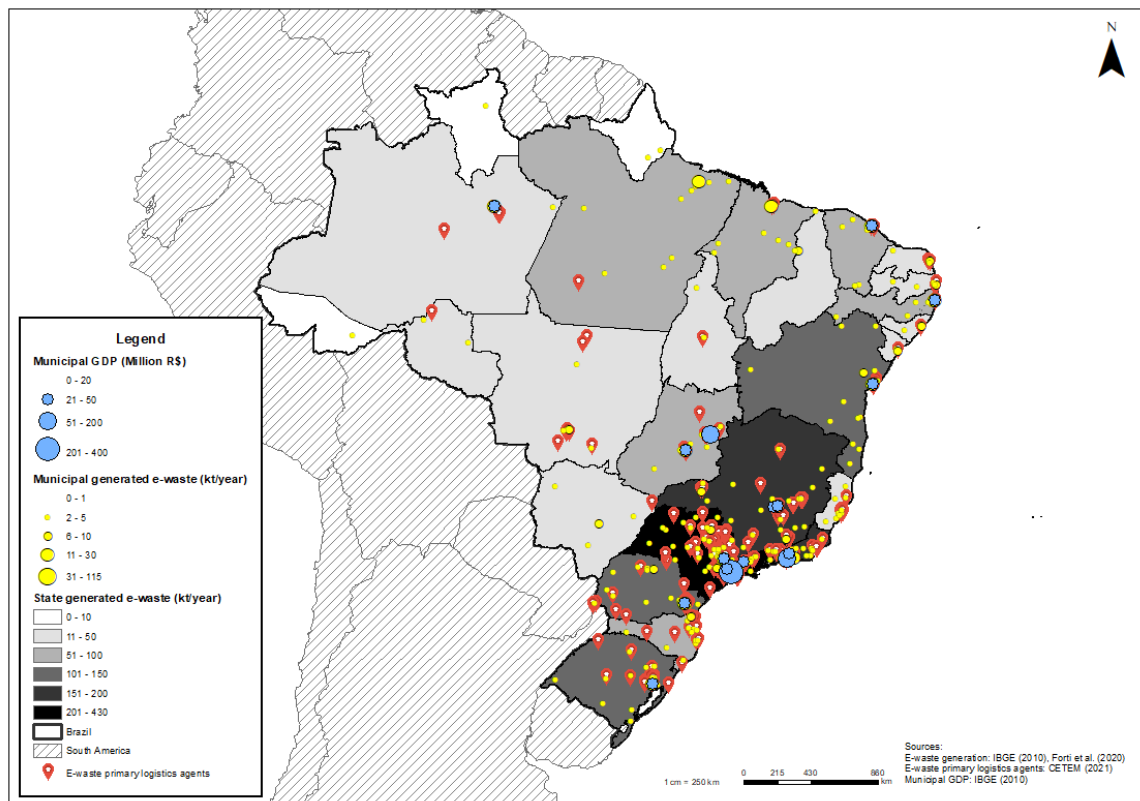 N
Legend
Municipal GDP (Million R$)
0 - 20
21 - 50
51 - 200
201 - 400
Municipal generated e-waste (kt/year)
0 - 1
2 - 5
6 - 10
11 - 30
31 - 115
State generated e-waste (kt/year)
0 - 10
11 - 50
51 - 100
101 - 150
151 - 200
201 - 430
Brazil
South America
E-waste primary logistics agents
1 cm = 250 km
0 215 430 860
km
Sources:
E-waste generation: IBGE (2010), Forti et al. (2020)
E-waste primary logistics agents: CETEM (2021)
Municipal GDP: IBGE (2010)